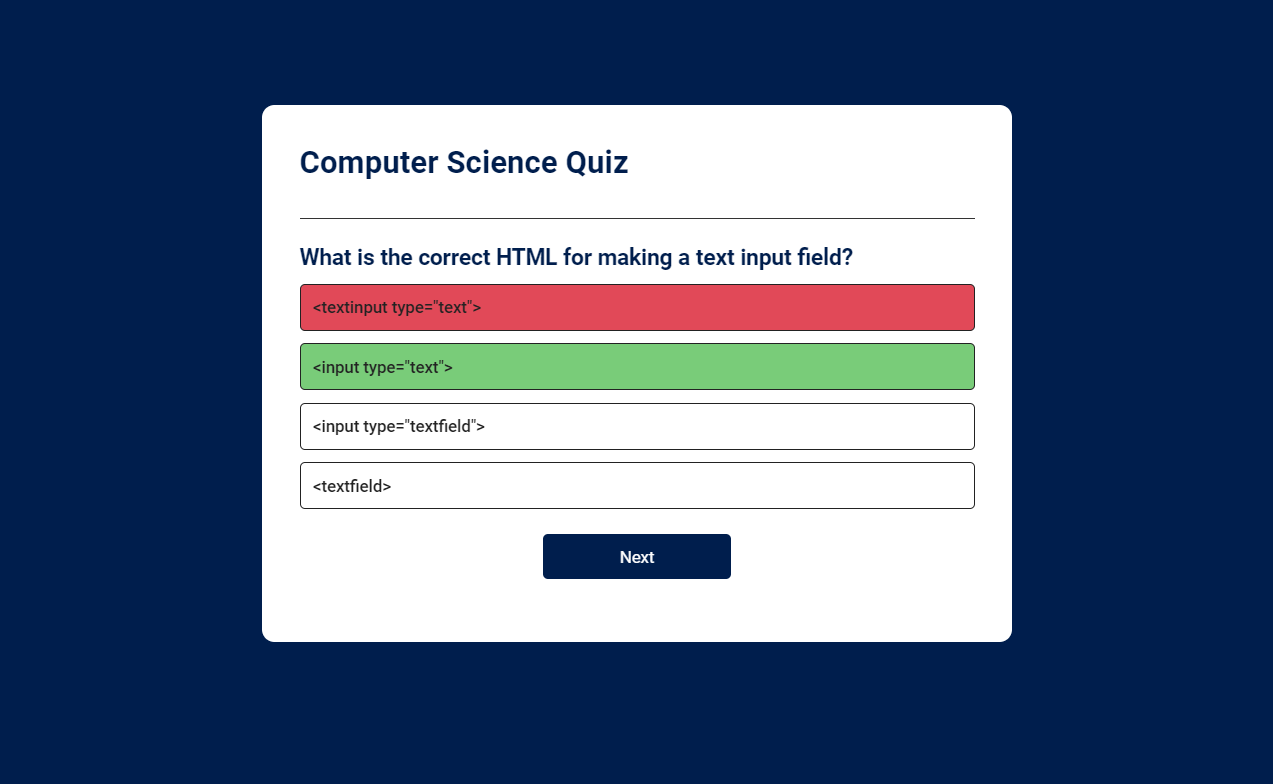 Computer Science Quiz
What is the correct HTML for making a text input field?
<textinput type="text">
<input type="text">
<input type="textfield">
<textfield>
Next